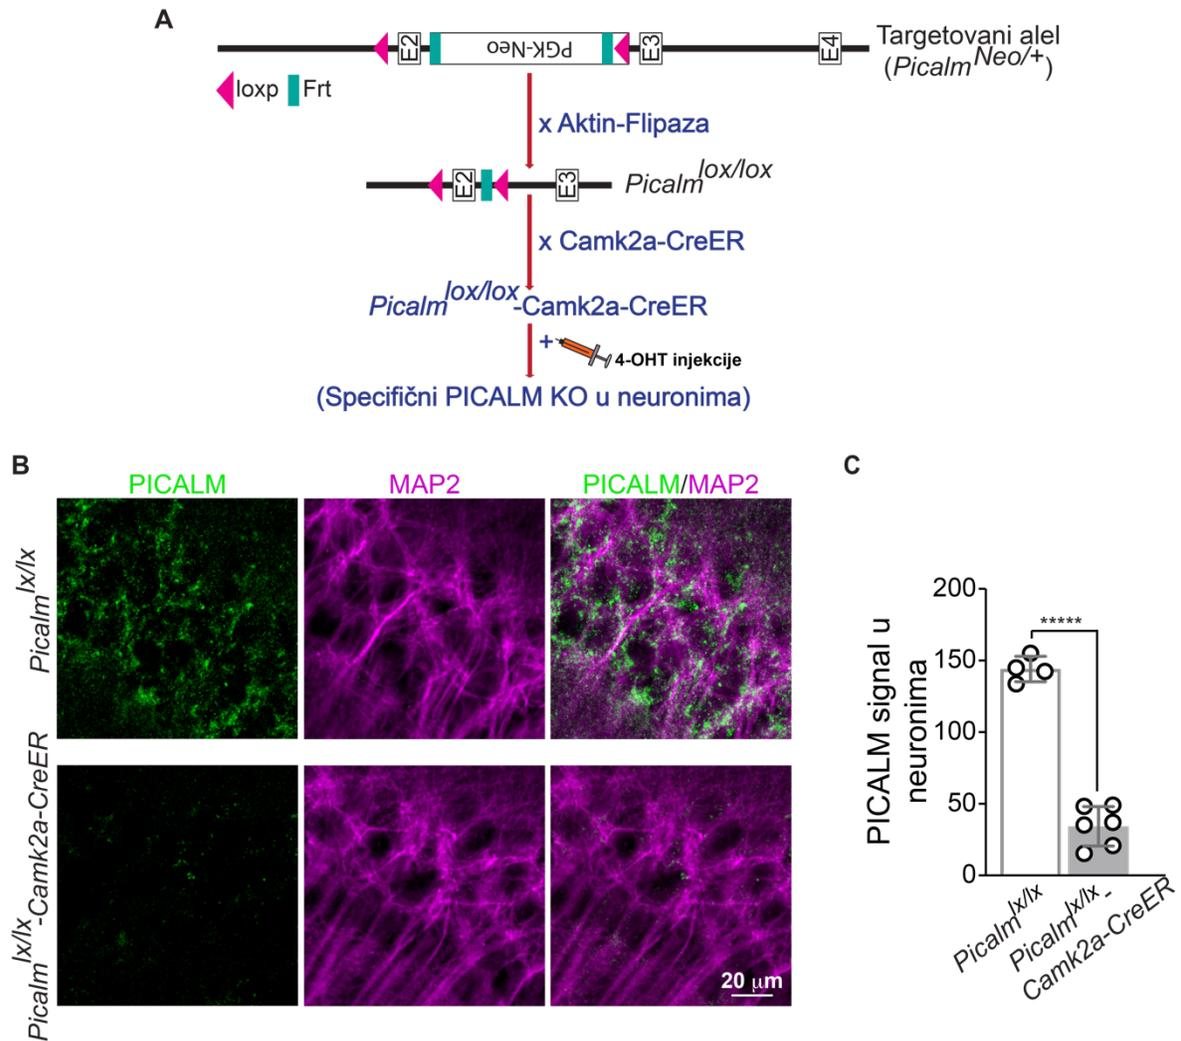 A
E2
PGK-Neo
E3
E4
Targetovani alel
(Picalm^Neo/+)
loxp
Frt
x Aktin-Flipaza
E2
E3
Picalm^lox/lox
x Camk2a-CreER
Picalm^lox/lox-Camk2a-CreER
+
4-OHT injekcije
(Specifični PICALM KO u neuronima)
B
PICALM
MAP2
PICALM/MAP2
Picalm^lx/lx
Picalm^lx/lx-Camk2a-CreER
20 μm
C
PICALM signal u
neuronima
200
150
100
50
0
*****
Picalm^lx/lx
Picalm^lx/lx-
Camk2a-CreER